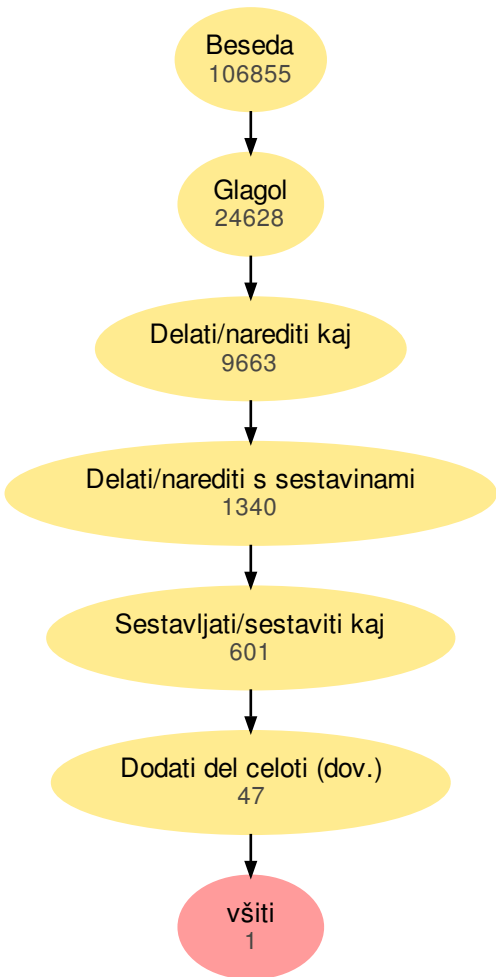 Beseda
106855
Glagol
24628
Delati/narediti kaj
9663
Delati/narediti s sestavinami
1340
Sestavljati/sestaviti kaj
601
Dodati del celoti (dov.)
47
všiti
1